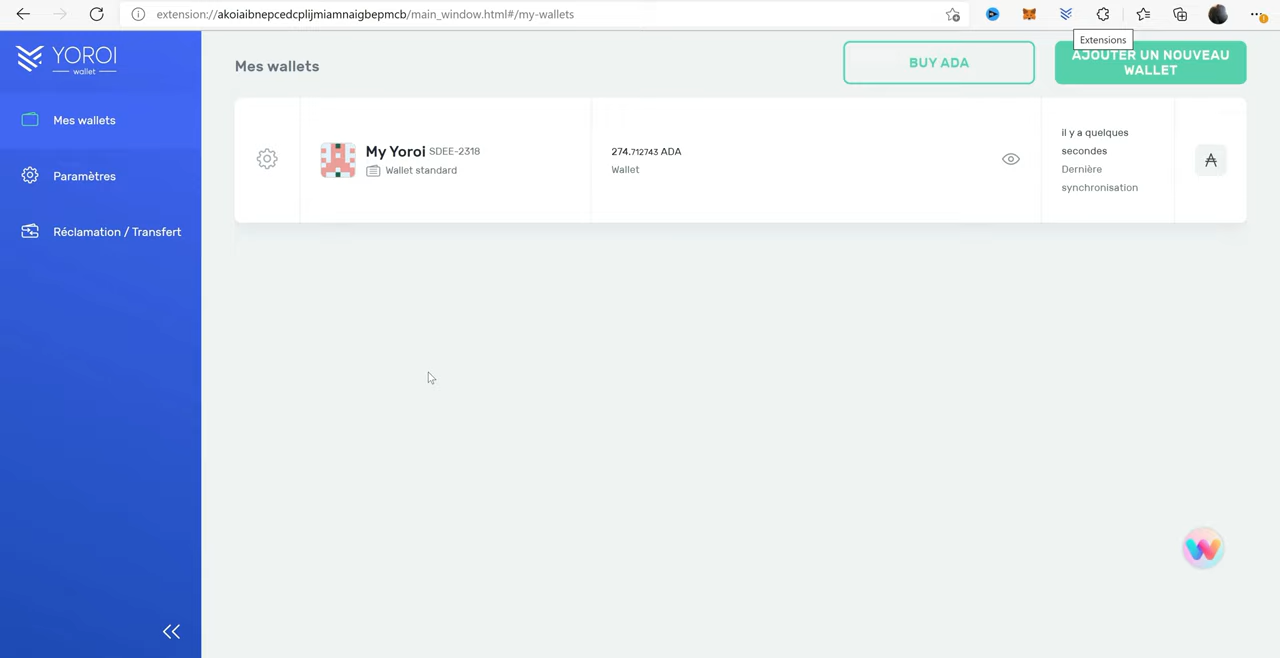 extension://akoiaibnepcedcplijmiamnaigbepmcb/main_window.html#/my-wallets
Extensions
YOROI
wallet
Mes wallets
BUY ADA
AJOUTER UN NOUVEAU
WALLET
Mes wallets
Paramètres
Réclamation / Transfert
My Yoroi SDEE-2318
Wallet standard
274.712743 ADA
Wallet
il y a quelques
secondes
Dernière
synchronisation